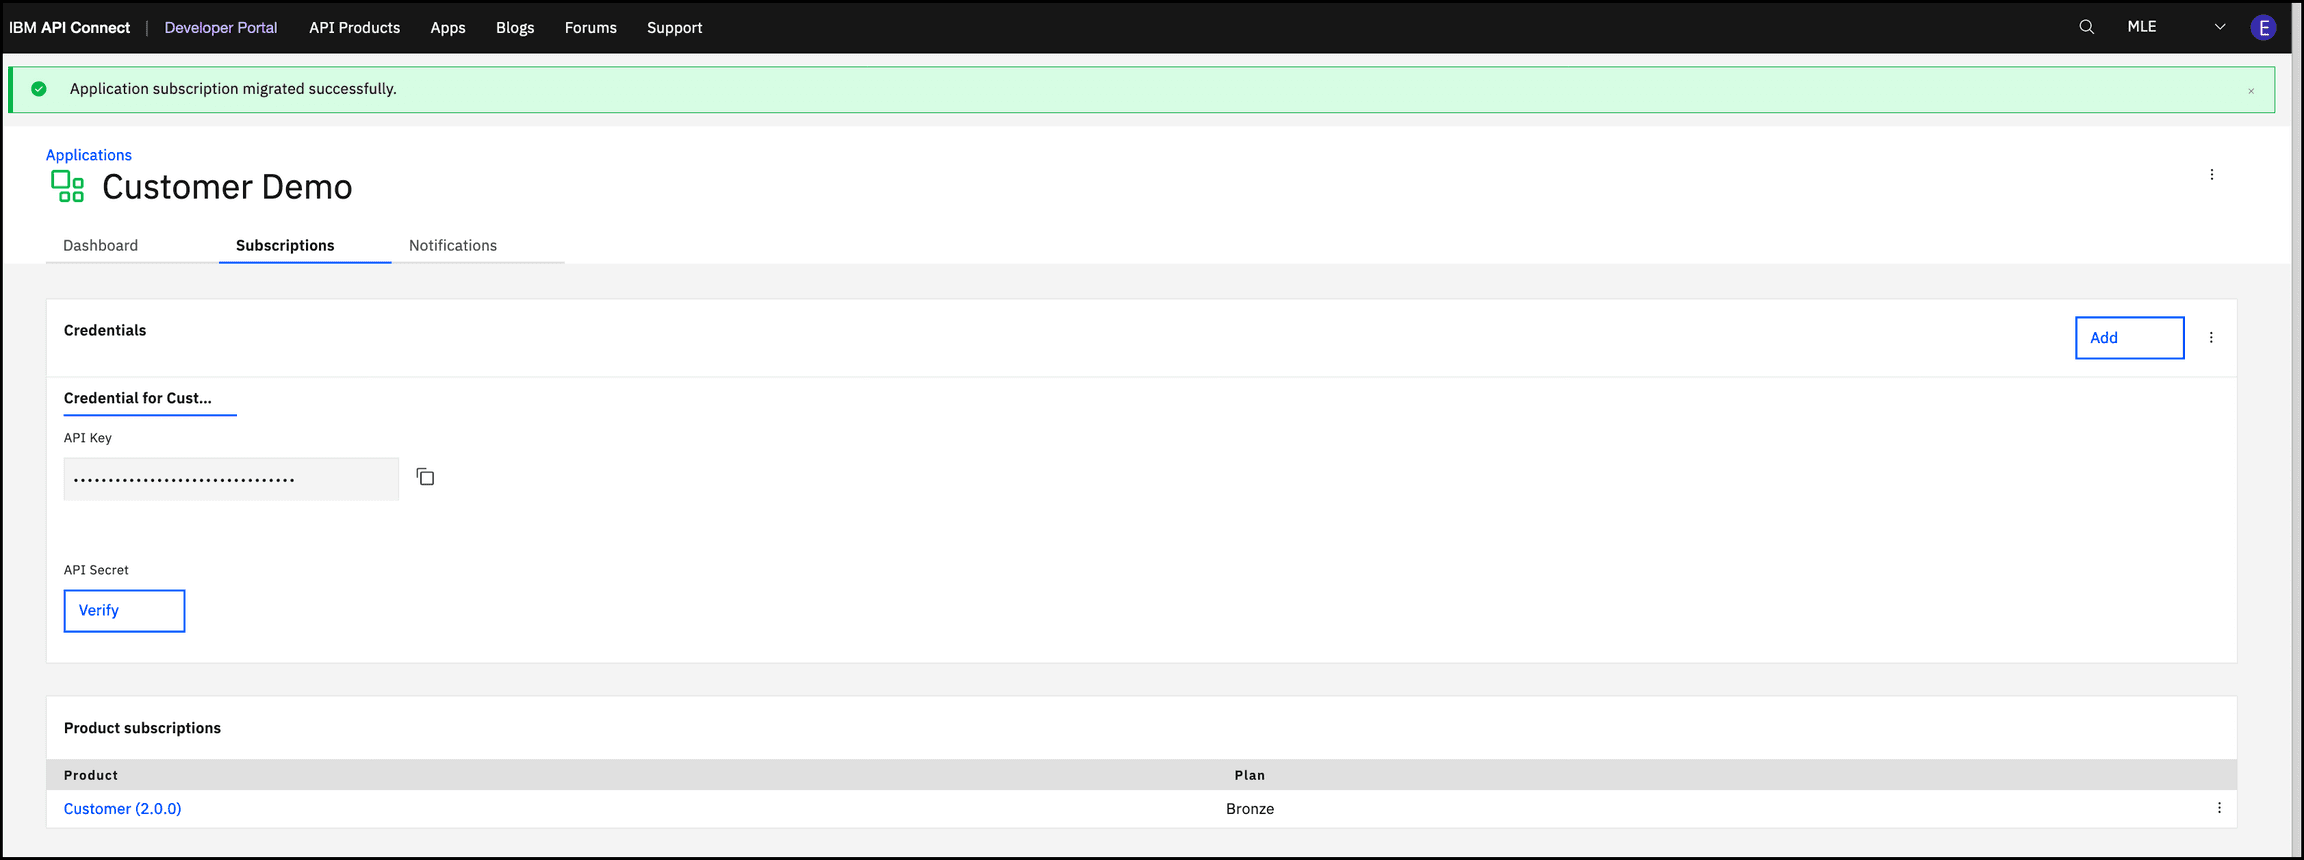 IBM API Connect | Developer Portal API Products Apps Blogs Forums Support MLE E
Application subscription migrated successfully. ×
Applications
Customer Demo
Dashboard Subscriptions Notifications
Credentials
Add
Credential for Cust...
API Key
................................
API Secret
Verify
Product subscriptions
Product Plan
Customer (2.0.0) Bronze